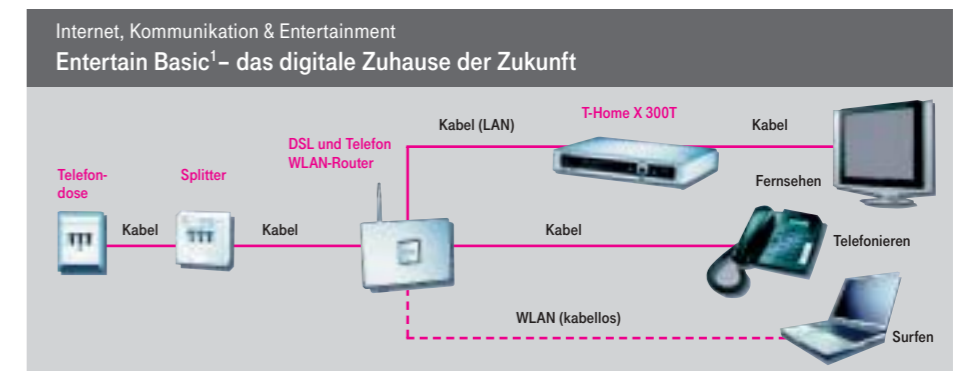 Internet, Kommunikation & Entertainment
Entertain Basic¹– das digitale Zuhause der Zukunft
Kabel (LAN)
T-Home X 300T
Kabel
DSL und Telefon
WLAN-Router
Telefon-
dose
Splitter
Fernsehen
Kabel
Kabel
Kabel
Telefonieren
WLAN (kabellos)
Surfen